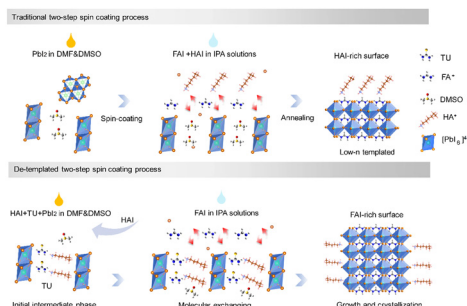 Traditional two-step spin coating process
PbI₂ in DMF&DMSO
FAI +HAI in IPA solutions
HAI-rich surface
TU
FA⁺
DMSO
HA⁺
[PbI₆]⁴
Spin-coating
Annealing
Low-n templated
De-templated two-step spin coating process
HAI+TU+PbI₂ in DMF&DMSO
HAI
FAI in IPA solutions
FAI-rich surface
TU
Initial intermediate phase
Molecular exchanging
Growth and crystallization